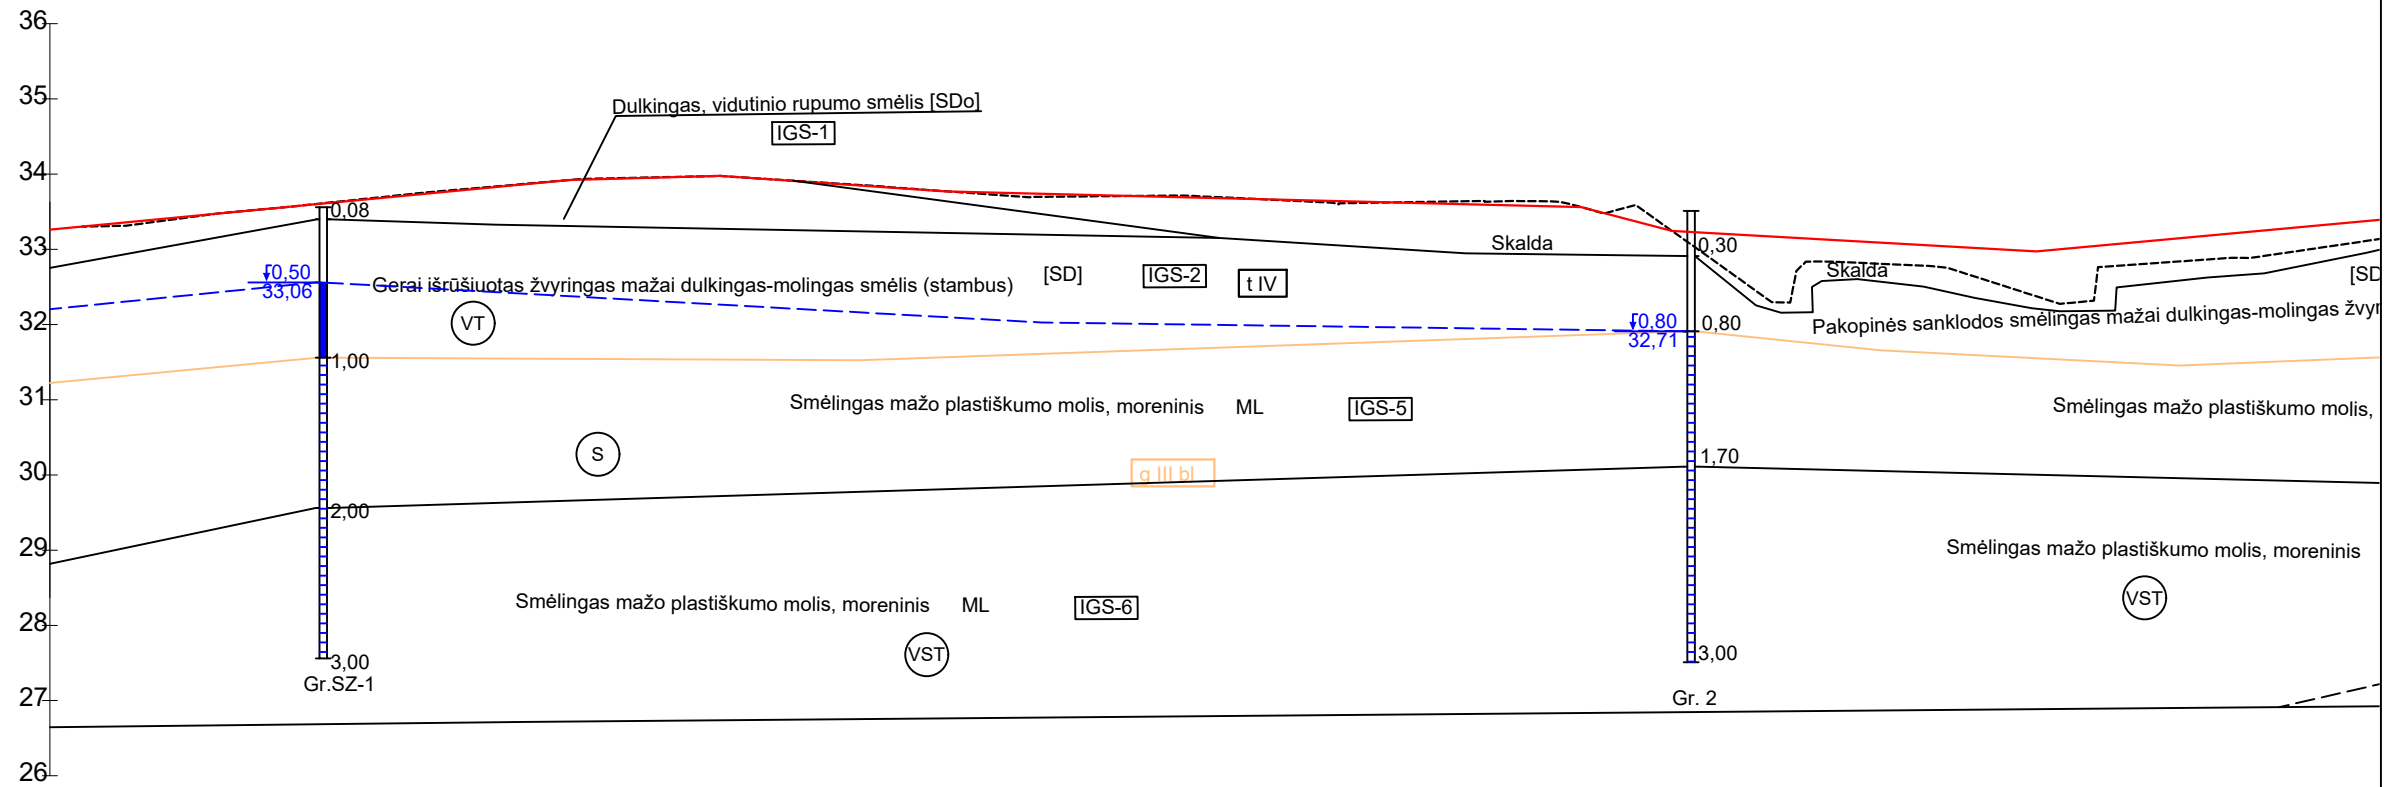 36
35
Dulkingas, vidutinio rupumo smėlis [SDo]
IGS-1
34
0,08
33
Skalda
0,30
0,50
33,06
Gerai išrūšiuotas žvyringas mažai dulkingas-molingas smėlis (stambus)
[SD]
IGS-2
t IV
Skalda
[SD
32
VT
0,80
32,71
0,80
Pakopinės sanklodos smėlingas mažai dulkingas-molingas žvyr
1,00
31
Smėlingas mažo plastiškumo molis, moreninis ML
IGS-5
Smėlingas mažo plastiškumo molis,
30
S
g III bl
1,70
2,00
29
Smėlingas mažo plastiškumo molis, moreninis
28
Smėlingas mažo plastiškumo molis, moreninis ML
IGS-6
VST
VST
3,00
3,00
Gr.SZ-1
27
Gr. 2
26